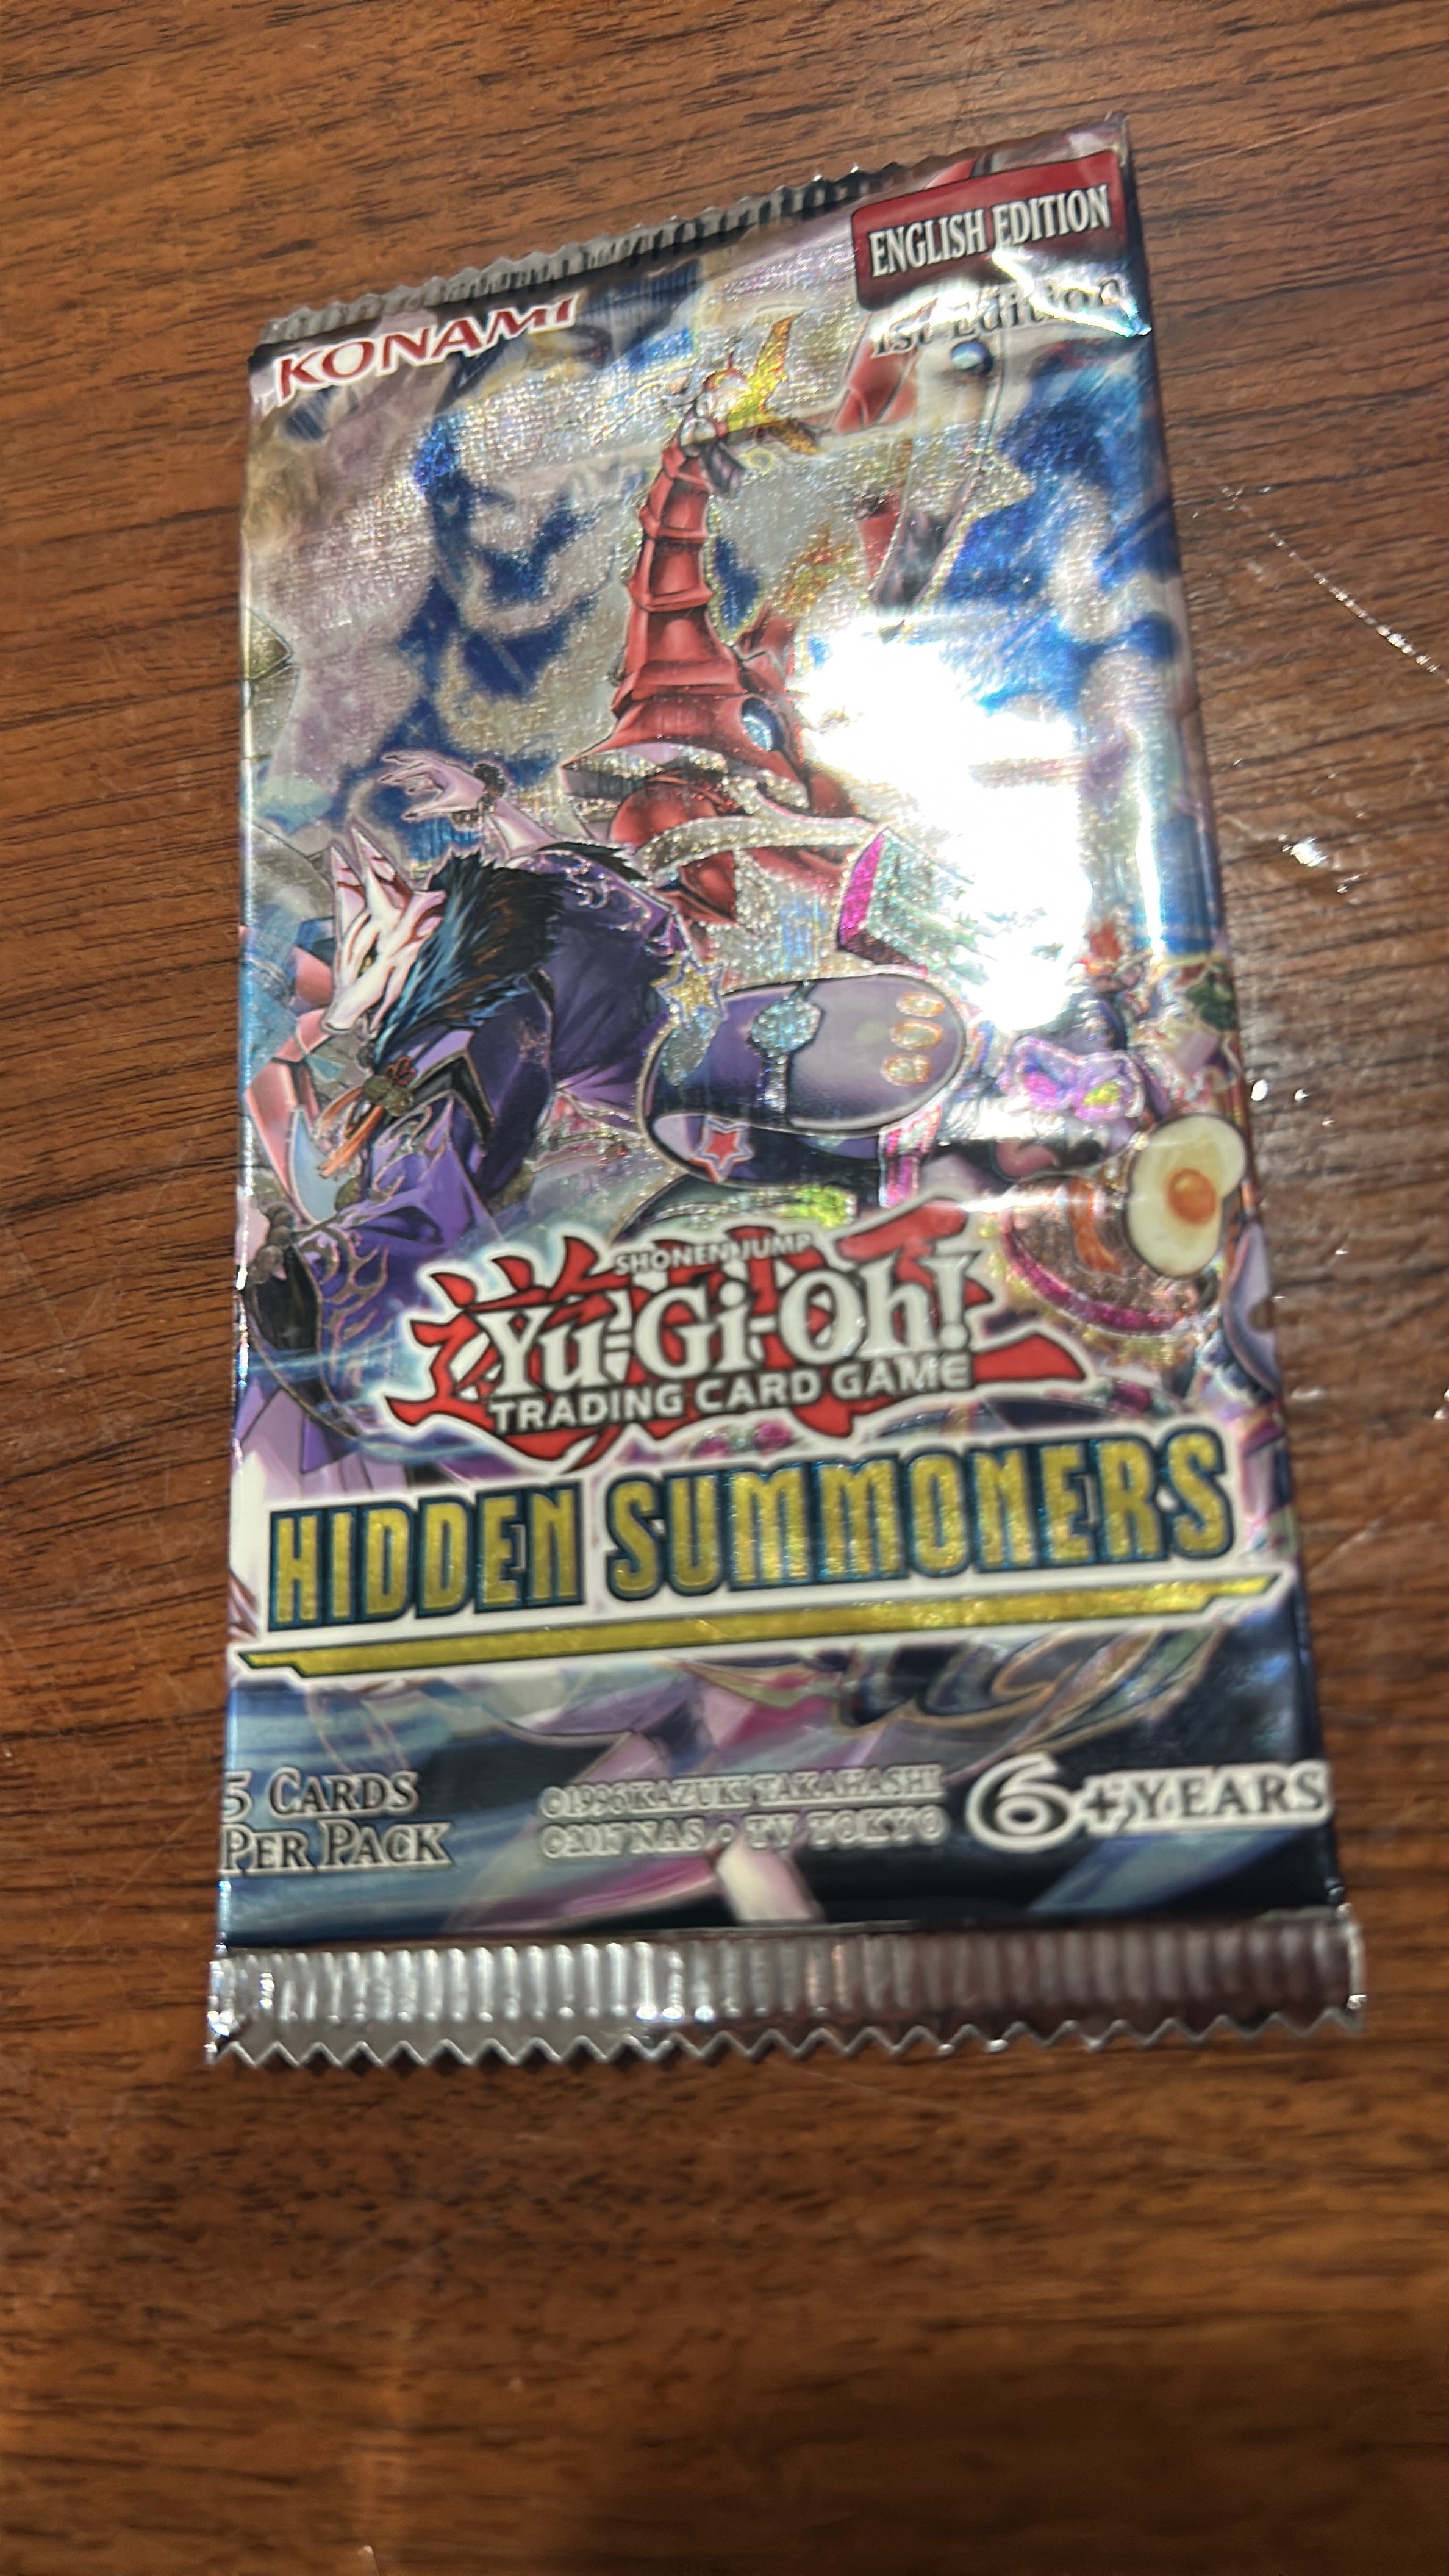 ENGLISH EDITION
KONAMI
1st Edition
SHONEN JUMP
Yu-Gi-Oh!
TRADING CARD GAME
HIDDEN SUMMONERS
5 CARDS
PER PACK
©1996 KAZUKI TAKAHASHI
©2017 NAS • TV TOKYO
6+ YEARS